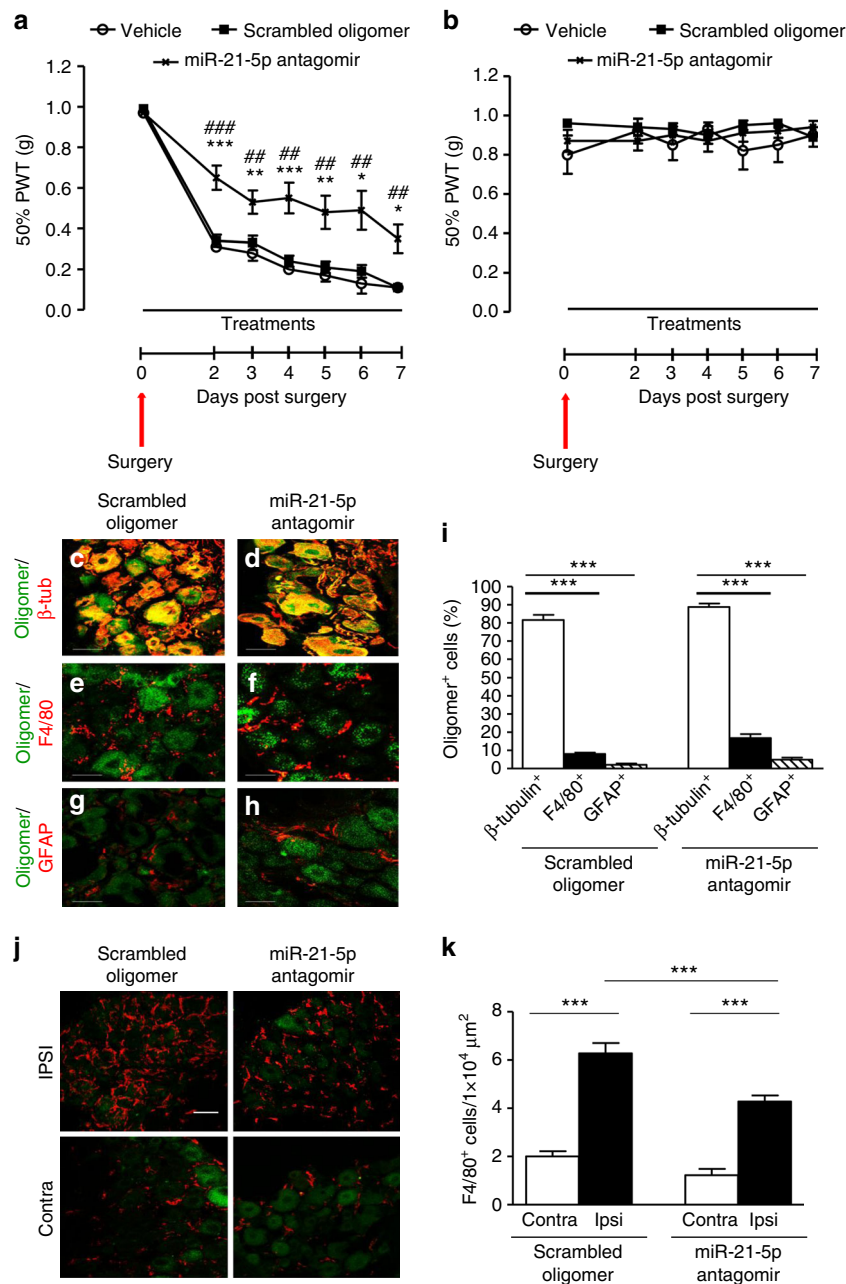 a
Vehicle
Scrambled oligomer
miR-21-5p antagomir
50% PWT (g)
1.2
1.0
0.8
0.6
0.4
0.2
0.0
###
***
##
**
##
***
##
**
##
*
##
*
Treatments
0 2 3 4 5 6 7
Days post surgery
Surgery
b
Vehicle
Scrambled oligomer
miR-21-5p antagomir
50% PWT (g)
1.2
1.0
0.8
0.6
0.4
0.2
0.0
Treatments
0 2 3 4 5 6 7
Days post surgery
Surgery
Scrambled
oligomer
miR-21-5p
antagomir
Oligomer/
β-tub
c
d
Oligomer/
F4/80
e
f
Oligomer/
GFAP
g
h
i
Oligomer⁺ cells (%)
100
90
80
70
60
50
40
30
20
10
0
***
***
***
***
β-tubulin⁺
F4/80⁺
GFAP⁺
β-tubulin⁺
F4/80⁺
GFAP⁺
Scrambled
oligomer
miR-21-5p
antagomir
j
Scrambled
oligomer
miR-21-5p
antagomir
IPSI
Contra
k
F4/80⁺ cells/1×10⁴ µm²
8
6
4
2
0
***
***
***
Contra Ipsi
Contra Ipsi
Scrambled
oligomer
miR-21-5p
antagomir